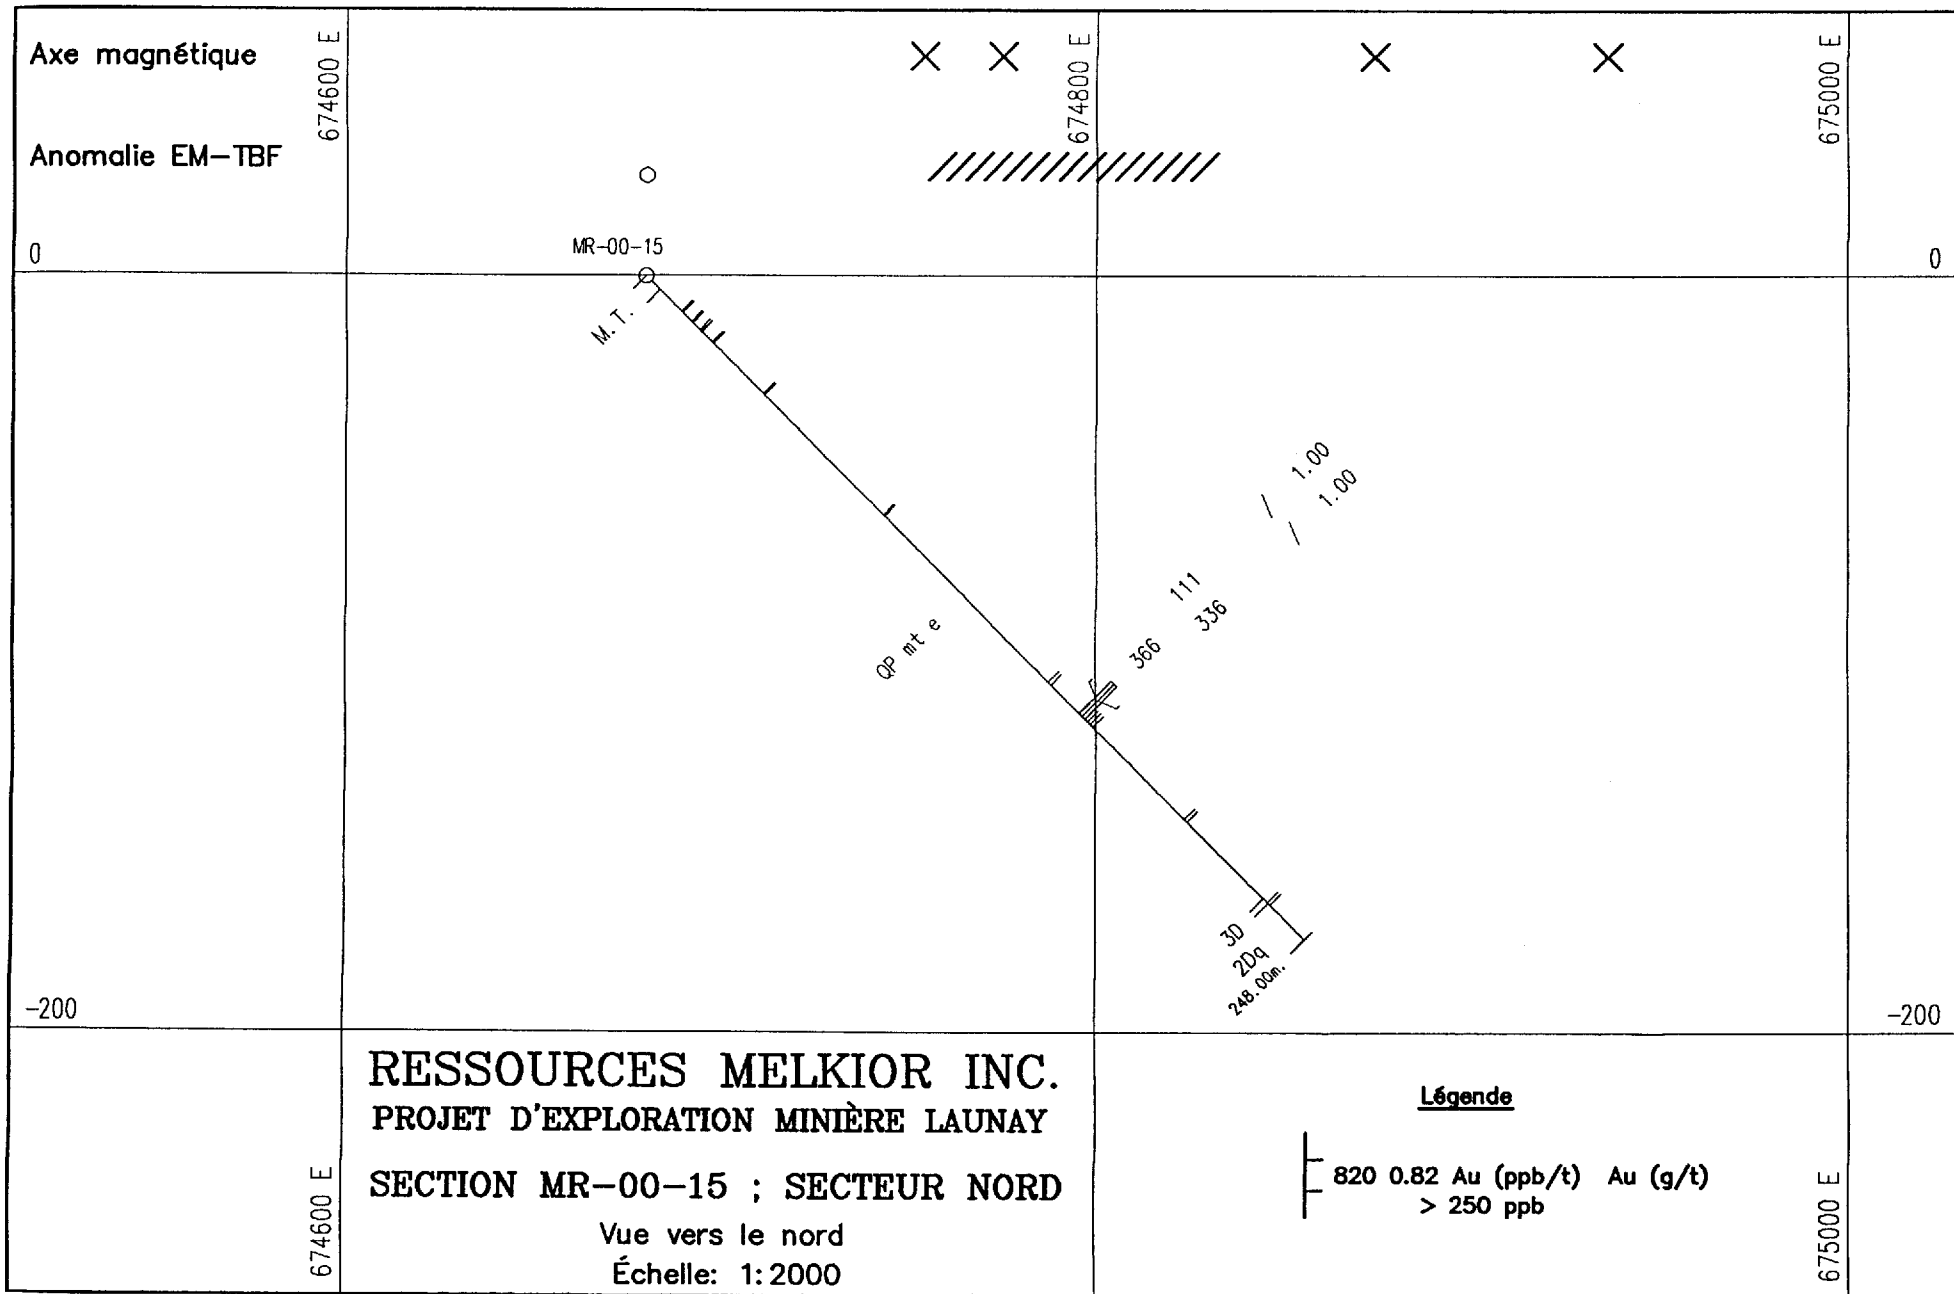 Axe magnétique
674600 E
674800 E
675000 E
Anomalie EM-TBF
MR-00-15
0
0
M.T.
1.00
1.00
111
336
366
QP mt e
3D
2Dq
248.00m.
-200
-200
RESSOURCES MELKIOR INC.
PROJET D'EXPLORATION MINIÈRE LAUNAY
SECTION MR-00-15 ; SECTEUR NORD
Vue vers le nord
Échelle: 1:2000
Légende
820 0.82 Au (ppb/t) Au (g/t)
> 250 ppb
674600 E
675000 E